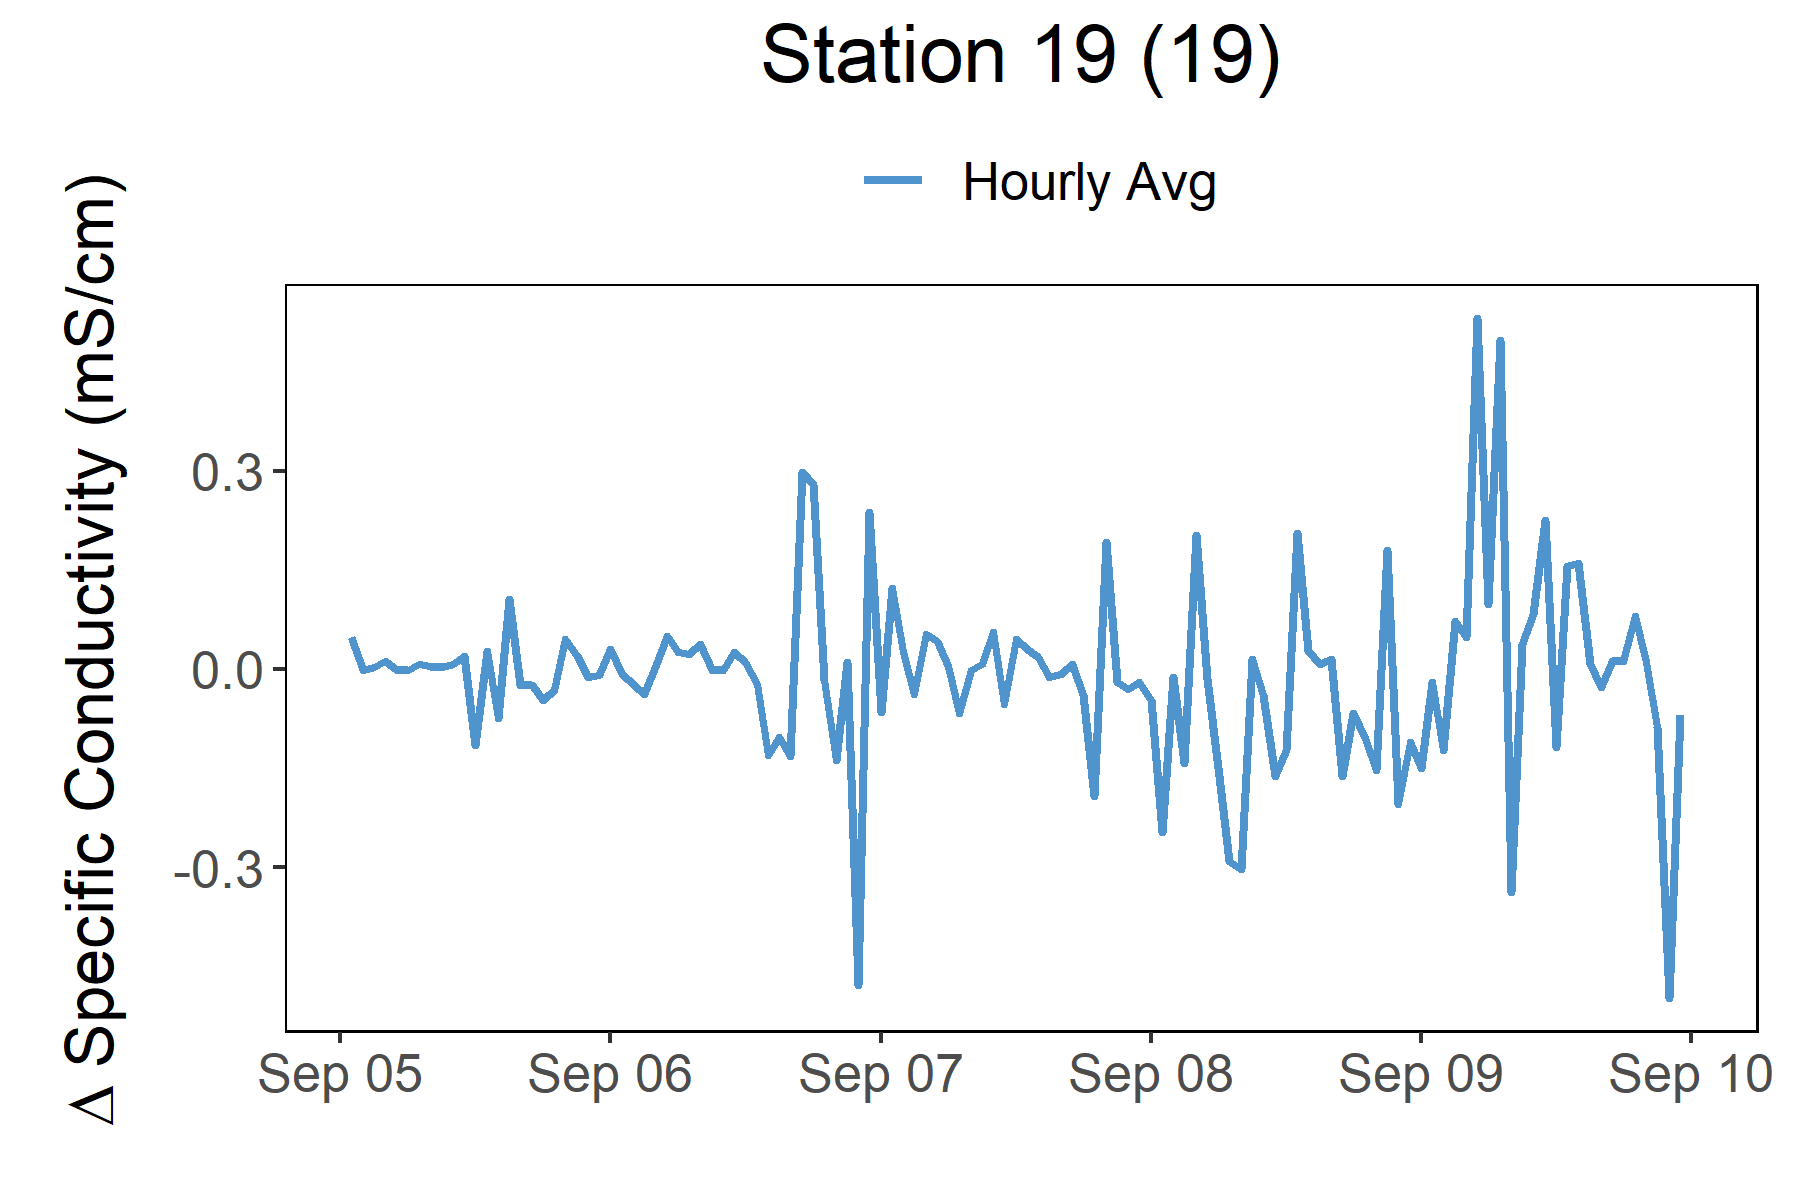 Station 19 (19)
Hourly Avg
Δ Specific Conductivity (mS/cm)
0.3
0.0
-0.3
Sep 05 Sep 06 Sep 07 Sep 08 Sep 09 Sep 10